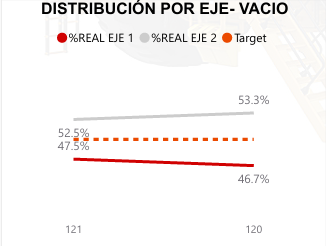 DISTRIBUCIÓN POR EJE- VACIO
%REAL EJE 1 %REAL EJE 2 Target
53.3%
52.5%
47.5%
46.7%
121 120